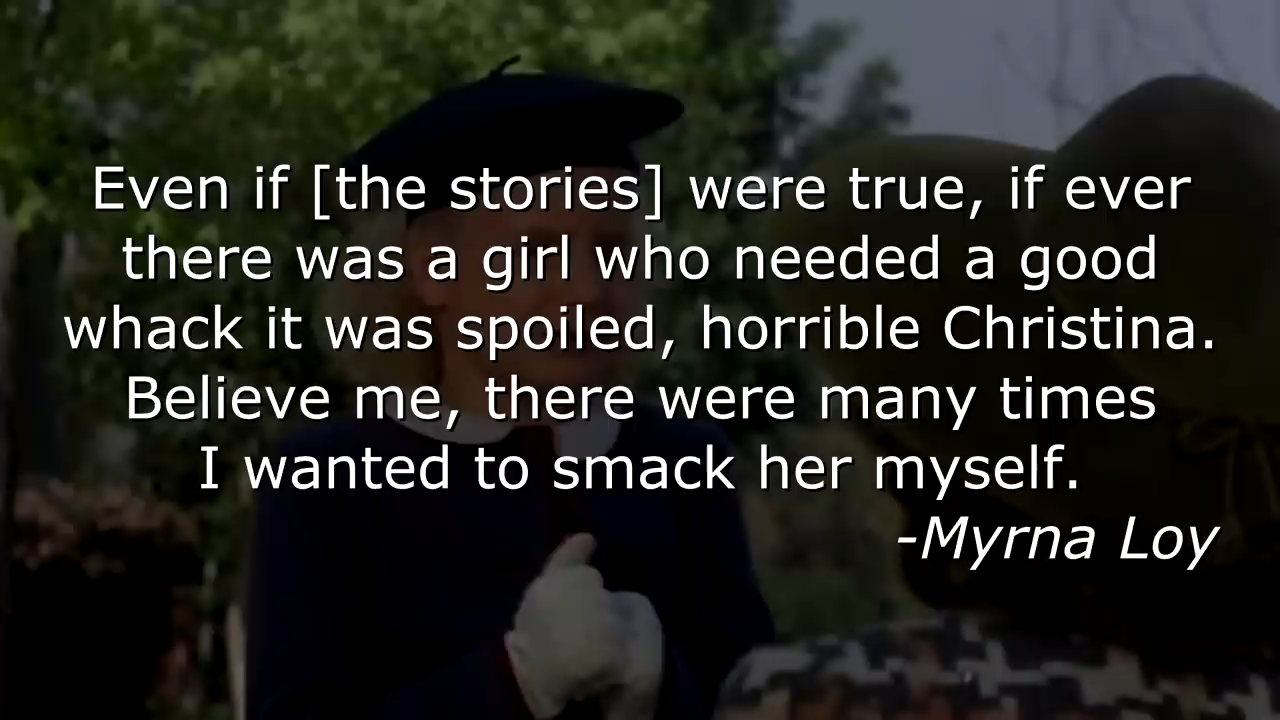 Even if [the stories] were true, if ever
there was a girl who needed a good
whack it was spoiled, horrible Christina.
Believe me, there were many times
I wanted to smack her myself.
-Myrna Loy